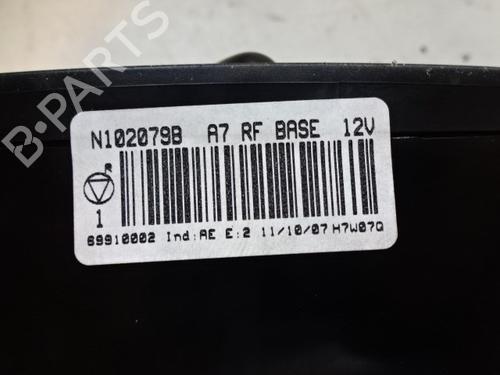 N102079B A7 RF BASE 12V
1
69910002 Ind:AE E:2 11/10/07 H7W07Q
B-PARTS